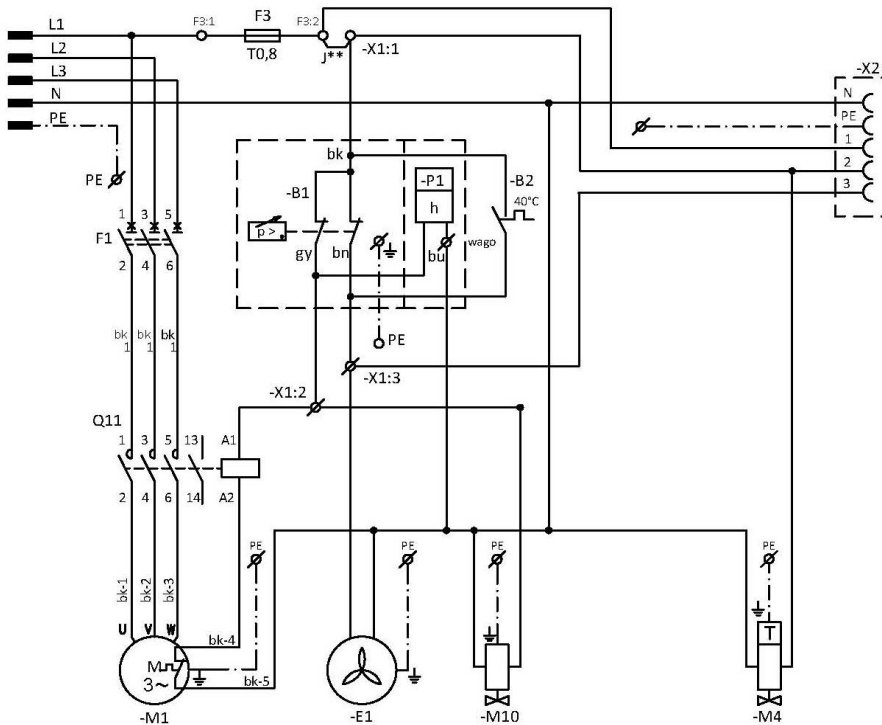 L1 F3:1 F3 F3:2
T0,8 J** -X1:1
L2
L3 -X2
N N
PE PE
1
2
3
PE
bk
-B1 -P1 -B2
40°C
h
p >
wago
gy bn bu
1 3 5
F1
2 4 6
PE
bk 1 bk 1 bk 1
-X1:3
-X1:2
Q11
1 3 5 13 A1
2 4 6 14 A2
PE PE PE PE
bk-1 bk-2 bk-3
U V W
bk-4
M
3~
bk-5
T
-M1 -E1 -M10 -M4